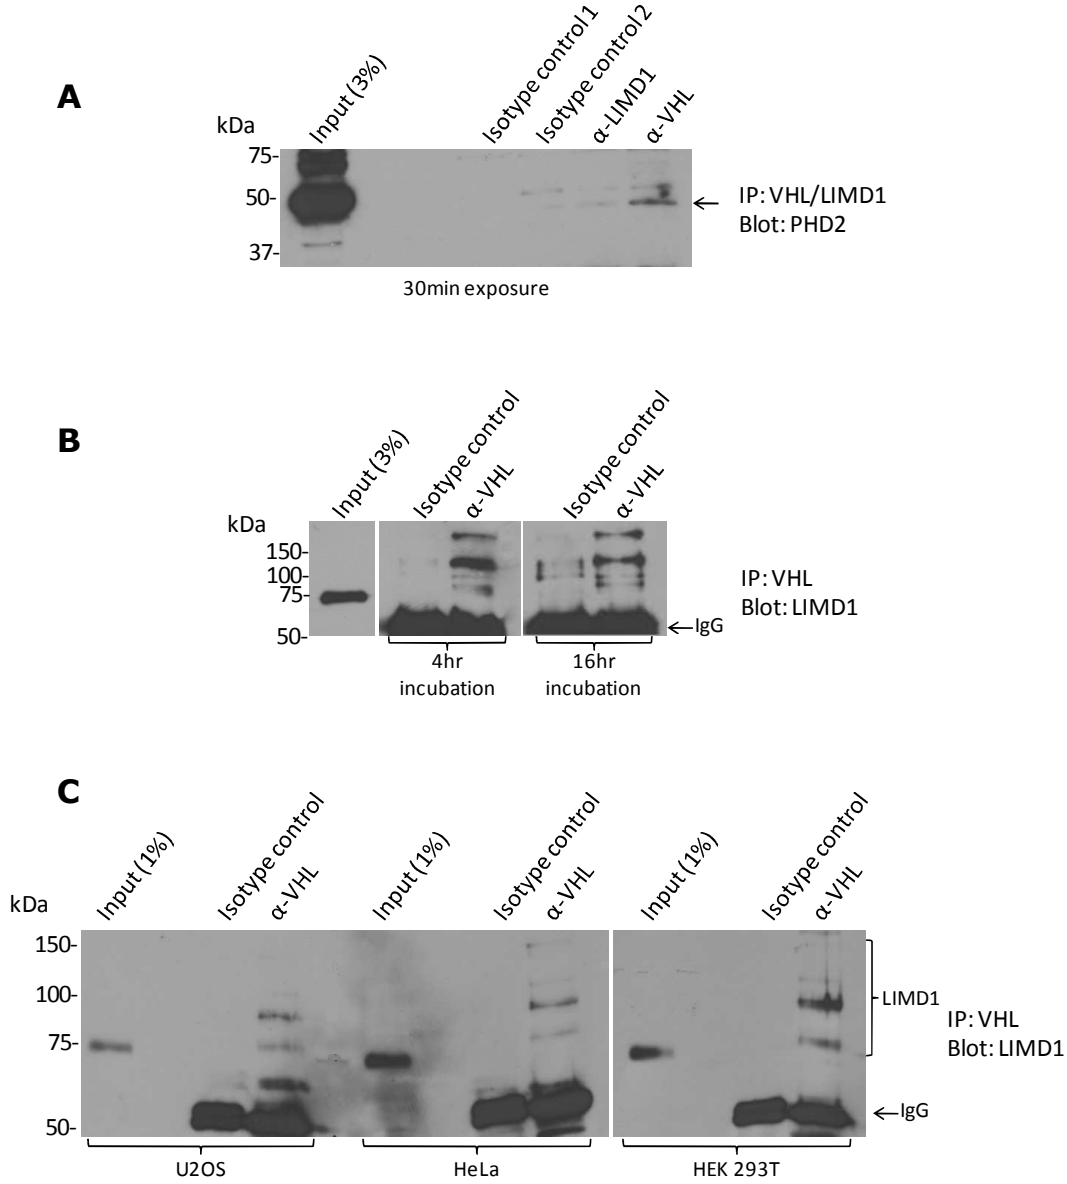 A
kDa
Input (3%)
Isotype control 1
Isotype control 2
α-LIMD1
α-VHL
75-
50-
37-
IP: VHL/LIMD1
Blot: PHD2
30min exposure
B
kDa
Input (3%)
Isotype control
α-VHL
Isotype control
α-VHL
150-
100-
75-
50-
IP: VHL
Blot: LIMD1
IgG
4hr
incubation
16hr
incubation
C
kDa
Input (1%)
Isotype control
α-VHL
Input (1%)
Isotype control
α-VHL
Input (1%)
Isotype control
α-VHL
150-
100-
75-
50-
LIMD1
IP: VHL
Blot: LIMD1
IgG
U2OS
HeLa
HEK 293T